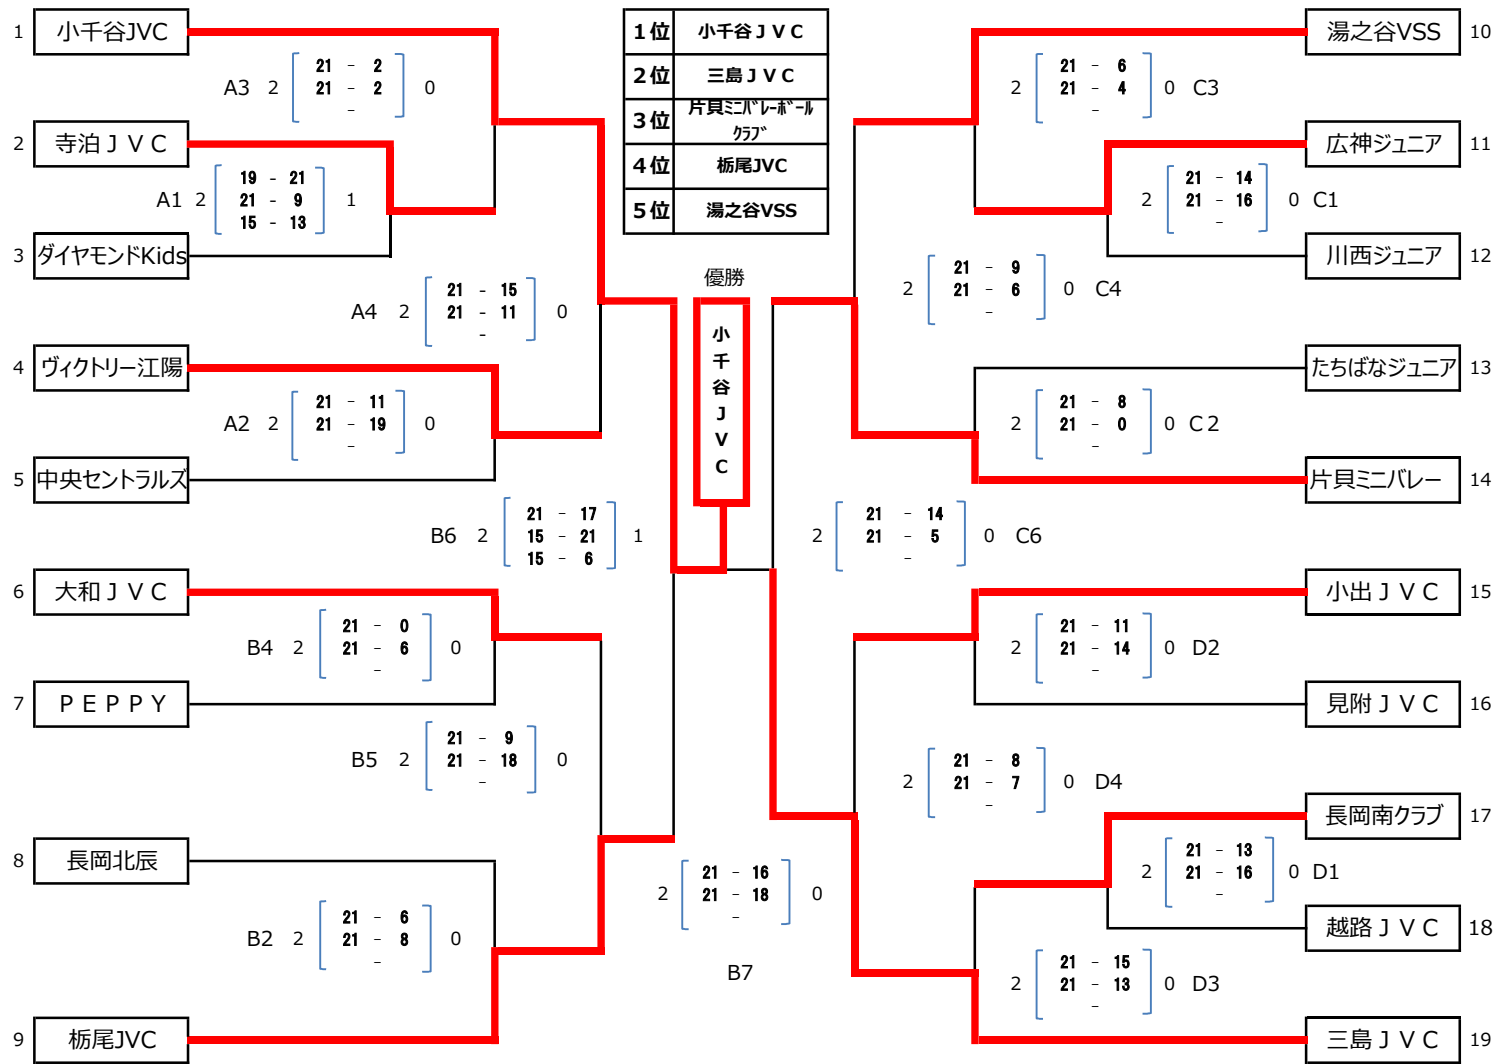 1 小千谷JVC
A3 2 21 - 2 0
21 - 2
-
2 寺泊ＪＶＣ
A1 2 19 - 21 1
21 - 9
15 - 13
3 ダイヤモンドKids
A4 2 21 - 15 0
21 - 11
-
4 ヴィクトリー江陽
A2 2 21 - 11 0
21 - 19
-
5 中央セントラルズ
B6 2 21 - 17 1
15 - 21
15 - 6
6 大和ＪＶＣ
B4 2 21 - 0 0
21 - 6
-
7 ＰＥＰＰＹ
B5 2 21 - 9 0
21 - 18
-
8 長岡北辰
B2 2 21 - 6 0
21 - 8
-
9 栃尾JVC
1位 小千谷ＪＶＣ
2位 三島ＪＶＣ
3位 片貝ミニバレーボール
クラブ
4位 栃尾JVC
5位 湯之谷VSS
優勝
小千谷JVC
2 21 - 16 0
21 - 18
-
B7
湯之谷VSS 10
2 21 - 6 0 C3
21 - 4
-
広神ジュニア 11
2 21 - 14 0 C1
21 - 16
-
川西ジュニア 12
2 21 - 9 0 C4
21 - 6
-
たちばなジュニア 13
2 21 - 8 0 C2
21 - 0
-
片貝ミニバレー 14
2 21 - 14 0 C6
21 - 5
-
小出ＪＶＣ 15
2 21 - 11 0 D2
21 - 14
-
見附ＪＶＣ 16
2 21 - 8 0 D4
21 - 7
-
長岡南クラブ 17
2 21 - 13 0 D1
21 - 16
-
越路ＪＶＣ 18
2 21 - 15 0 D3
21 - 13
-
三島ＪＶＣ 19